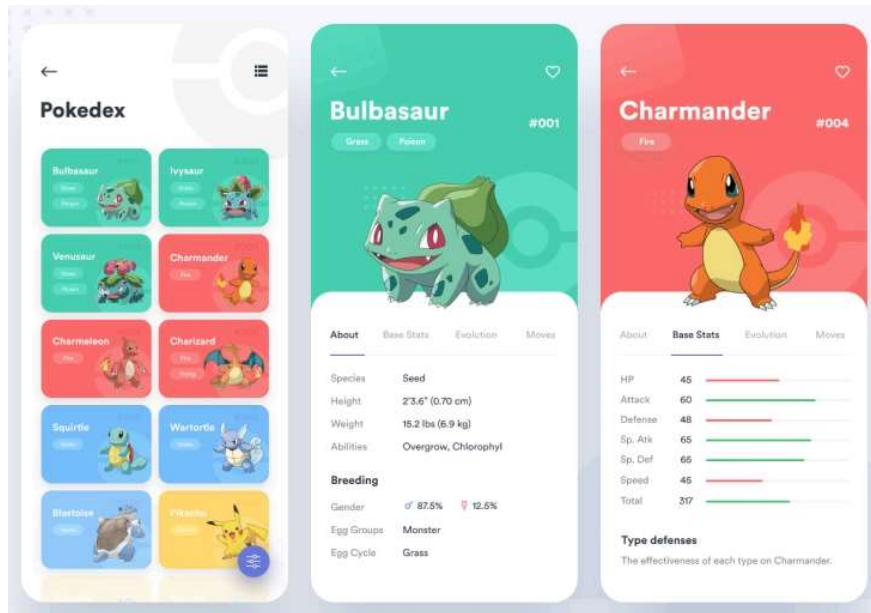 Pokedex
Bulbasaur
Ivysaur
Venusaur
Charmander
Fire
Charmeleon
Fire
Charizard
Fire
Squirtle
Wartortle
Blastoise
Pikachu
Bulbasaur
#001
Grass Poison
About Base Stats Evolution Moves
Species Seed
Height 2'3.6" (0.70 cm)
Weight 15.2 lbs (6.9 kg)
Abilities Overgrow, Chlorophyl
Breeding
Gender ♂ 87.5% ♀ 12.5%
Egg Groups Monster
Egg Cycle Grass
Charmander
#004
Fire
About Base Stats Evolution Moves
HP 45
Attack 60
Defense 48
Sp. Atk 65
Sp. Def 65
Speed 45
Total 317
Type defenses
The effectiveness of each type on Charmander.